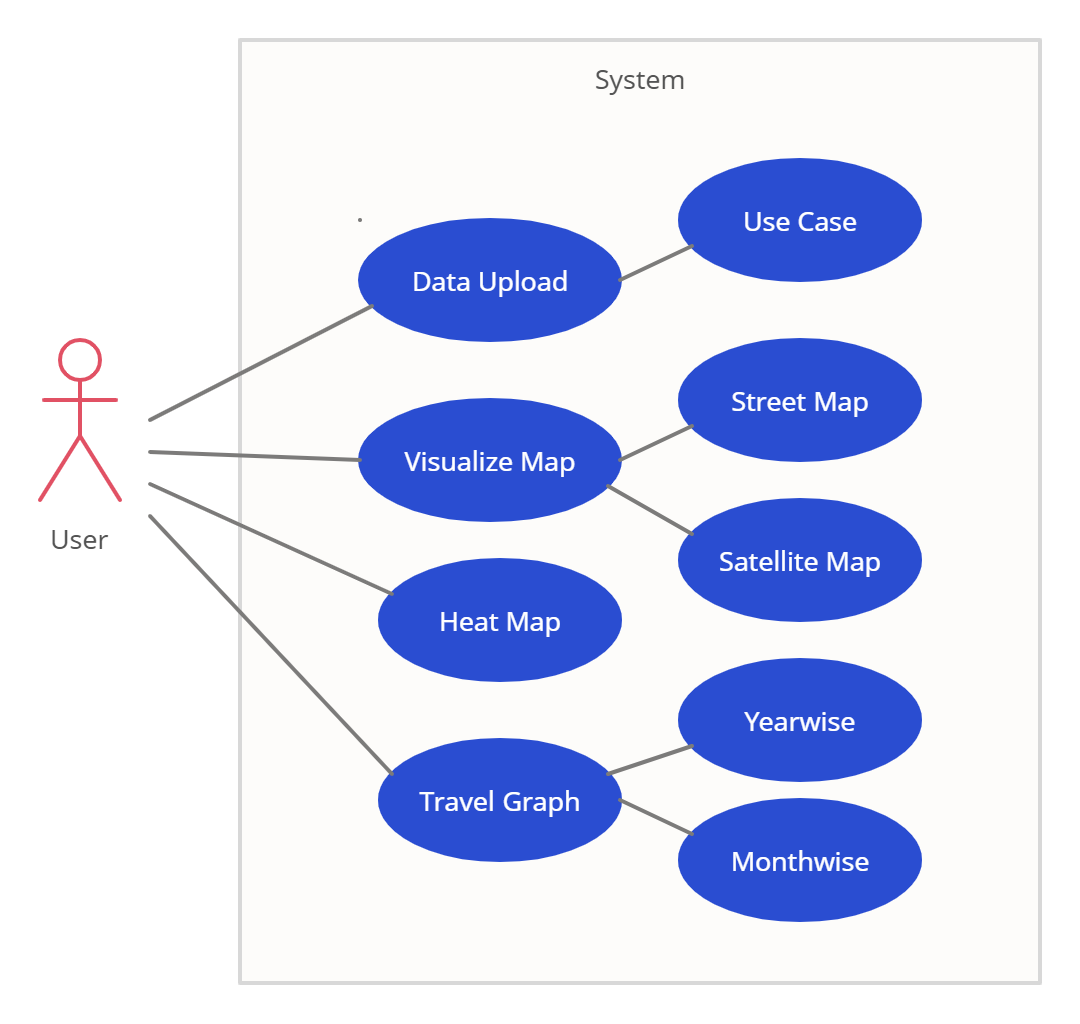 System
Use Case
Data Upload
Street Map
Visualize Map
Satellite Map
User
Heat Map
Yearwise
Travel Graph
Monthwise